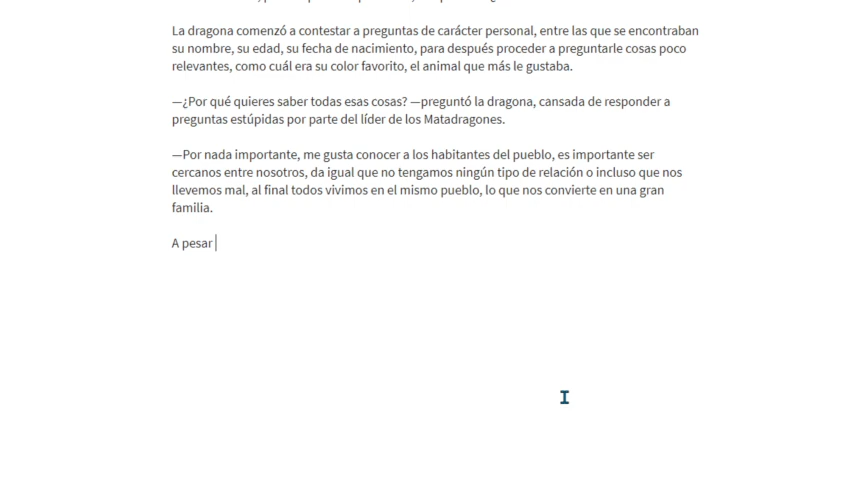 La dragona comenzó a contestar a preguntas de carácter personal, entre las que se encontraban
su nombre, su edad, su fecha de nacimiento, para después proceder a preguntarle cosas poco
relevantes, como cuál era su color favorito, el animal que más le gustaba.
—¿Por qué quieres saber todas esas cosas? —preguntó la dragona, cansada de responder a
preguntas estúpidas por parte del líder de los Matadragones.
—Por nada importante, me gusta conocer a los habitantes del pueblo, es importante ser
cercanos entre nosotros, da igual que no tengamos ningún tipo de relación o incluso que nos
llevemos mal, al final todos vivimos en el mismo pueblo, lo que nos convierte en una gran
familia.
A pesar